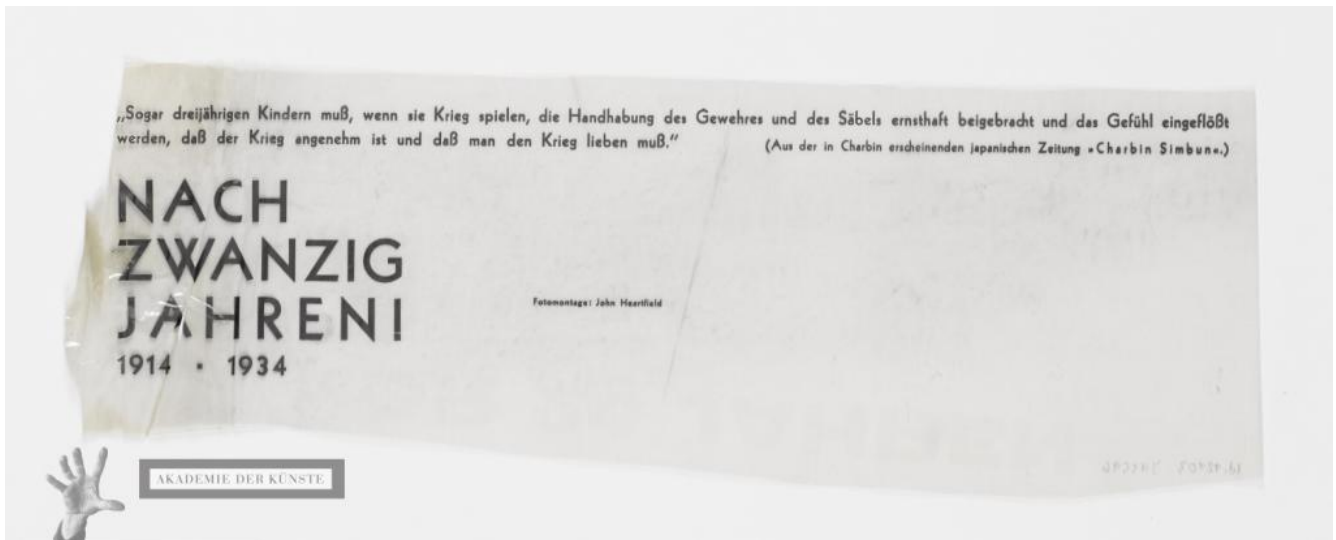 „Sogar dreijährigen Kindern muß, wenn sie Krieg spielen, die Handhabung des Gewehres und des Säbels ernsthaft beigebracht und das Gefühl eingeflößt
werden, daß der Krieg angenehm ist und daß man den Krieg lieben muß.“ (Aus der in Charbin erscheinenden japanischen Zeitung »Charbin Simbun«.)
NACH
ZWANZIG
JAHREN!
1914 · 1934
Fotomontage: John Heartfield
AKADEMIE DER KÜNSTE